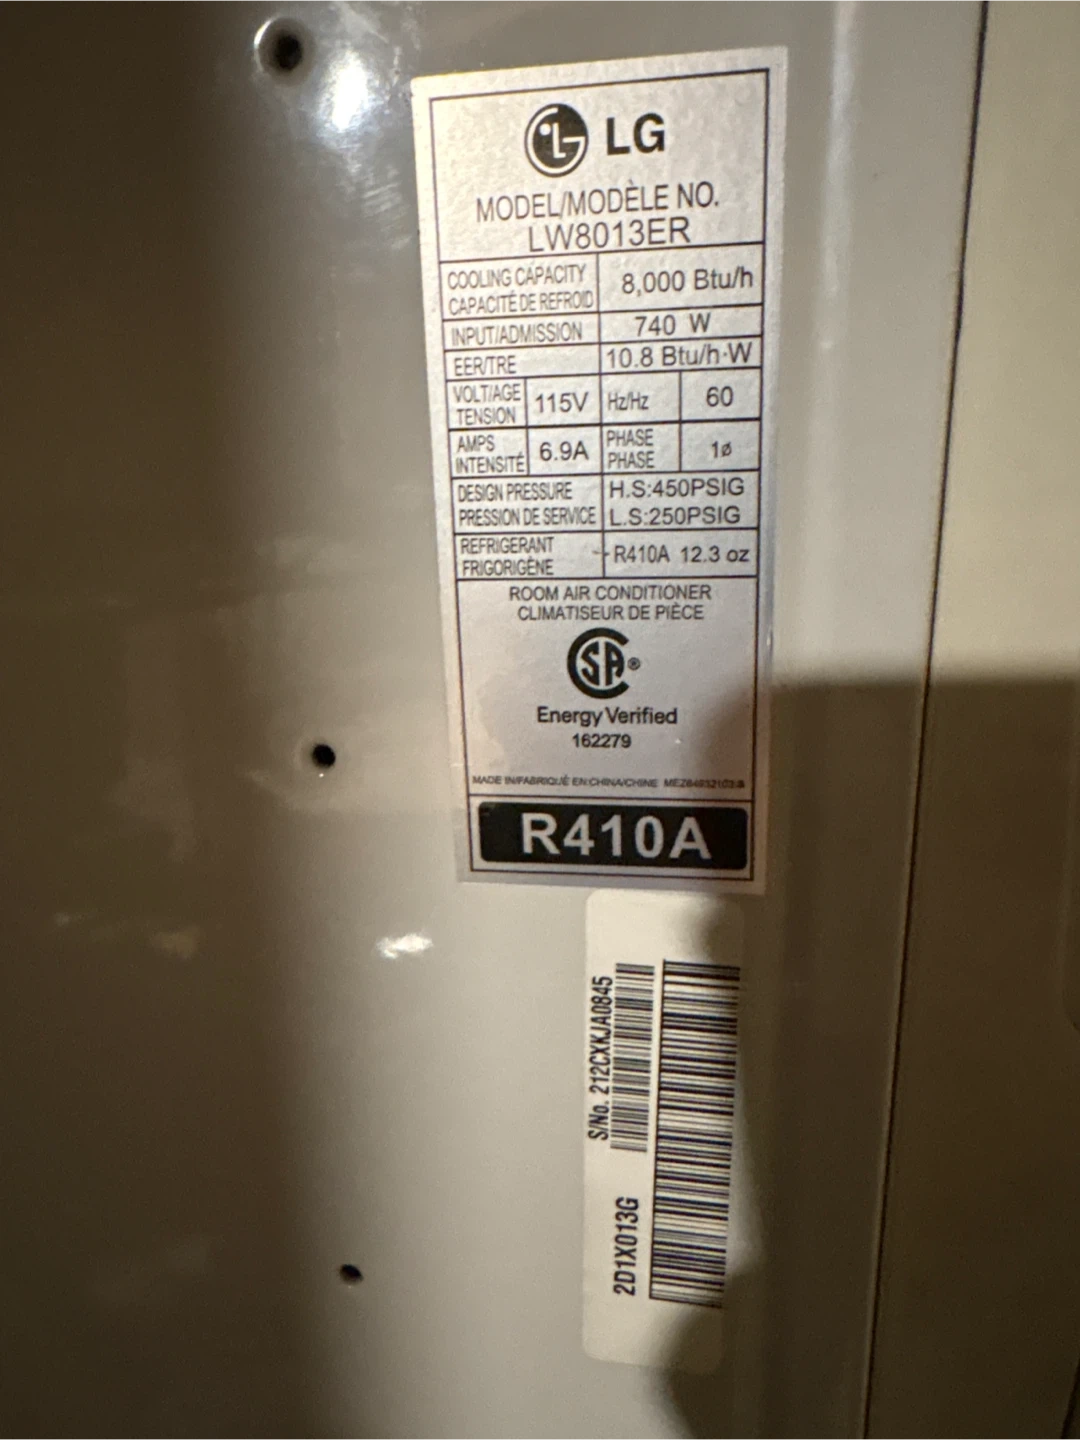 LG
MODEL/MODÈLE NO.
LW8013ER
COOLING CAPACITY
CAPACITÉ DE REFROID
8,000 Btu/h
INPUT/ADMISSION 740 W
EER/TRE 10.8 Btu/h·W
VOLT/AGE
TENSION
115V Hz/Hz 60
AMPS
INTENSITÉ
6.9A
PHASE
PHASE
1ø
DESIGN PRESSURE H.S:450PSIG
PRESSION DE SERVICE L.S:250PSIG
REFRIGERANT
FRIGORIGÈNE
R410A 12.3 oz
ROOM AIR CONDITIONER
CLIMATISEUR DE PIÈCE
SA®
Energy Verified
162279
MADE IN/FABRIQUÉ EN CHINA/CHINE
R410A
S/No. 212CXKJA0845
2D1X013G